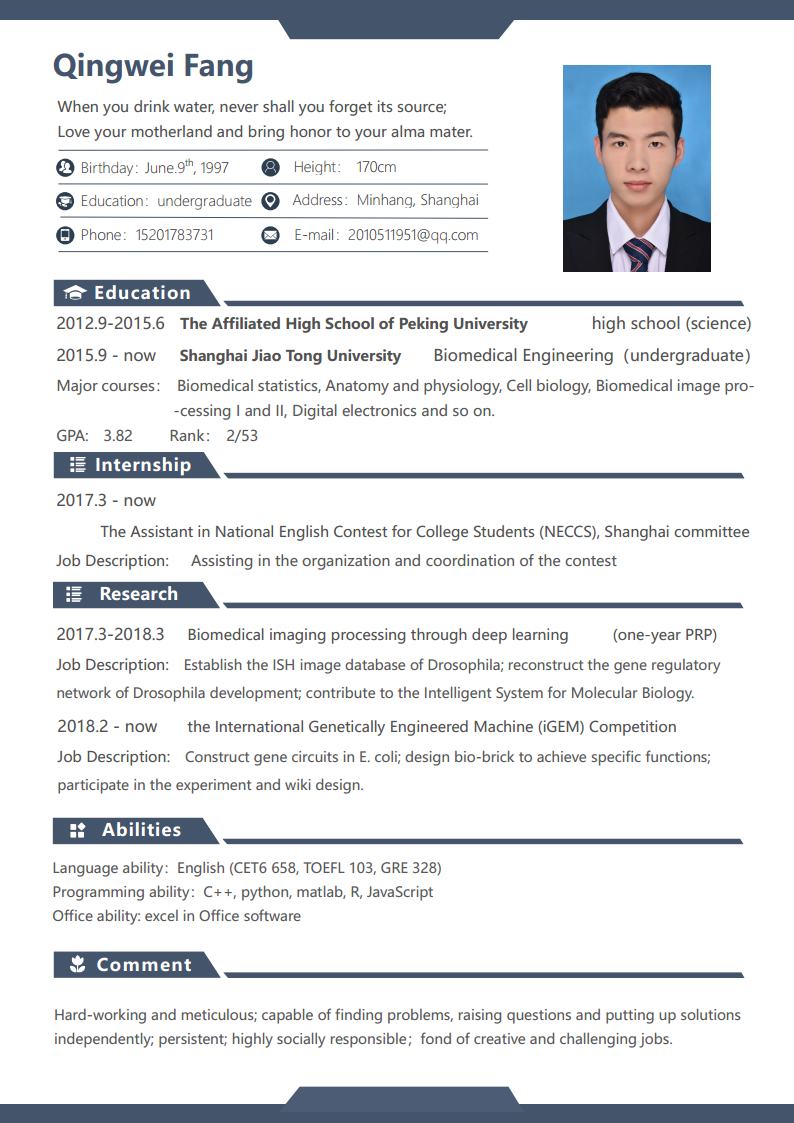 Qingwei Fang
When you drink water, never shall you forget its source;
Love your motherland and bring honor to your alma mater.
Birthday: June.9th, 1997 Height: 170cm
Education: undergraduate Address: Minhang, Shanghai
Phone: 15201783731 E-mail: 2010511951@qq.com
Education
2012.9-2015.6 The Affiliated High School of Peking University high school (science)
2015.9 - now Shanghai Jiao Tong University Biomedical Engineering (undergraduate)
Major courses: Biomedical statistics, Anatomy and physiology, Cell biology, Biomedical image pro-
-cessing I and II, Digital electronics and so on.
GPA: 3.82 Rank: 2/53
Internship
2017.3 - now
The Assistant in National English Contest for College Students (NECCS), Shanghai committee
Job Description: Assisting in the organization and coordination of the contest
Research
2017.3-2018.3 Biomedical imaging processing through deep learning (one-year PRP)
Job Description: Establish the ISH image database of Drosophila; reconstruct the gene regulatory
network of Drosophila development; contribute to the Intelligent System for Molecular Biology.
2018.2 - now the International Genetically Engineered Machine (iGEM) Competition
Job Description: Construct gene circuits in E. coli; design bio-brick to achieve specific functions;
participate in the experiment and wiki design.
Abilities
Language ability: English (CET6 658, TOEFL 103, GRE 328)
Programming ability: C++, python, matlab, R, JavaScript
Office ability: excel in Office software
Comment
Hard-working and meticulous; capable of finding problems, raising questions and putting up solutions
independently; persistent; highly socially responsible; fond of creative and challenging jobs.